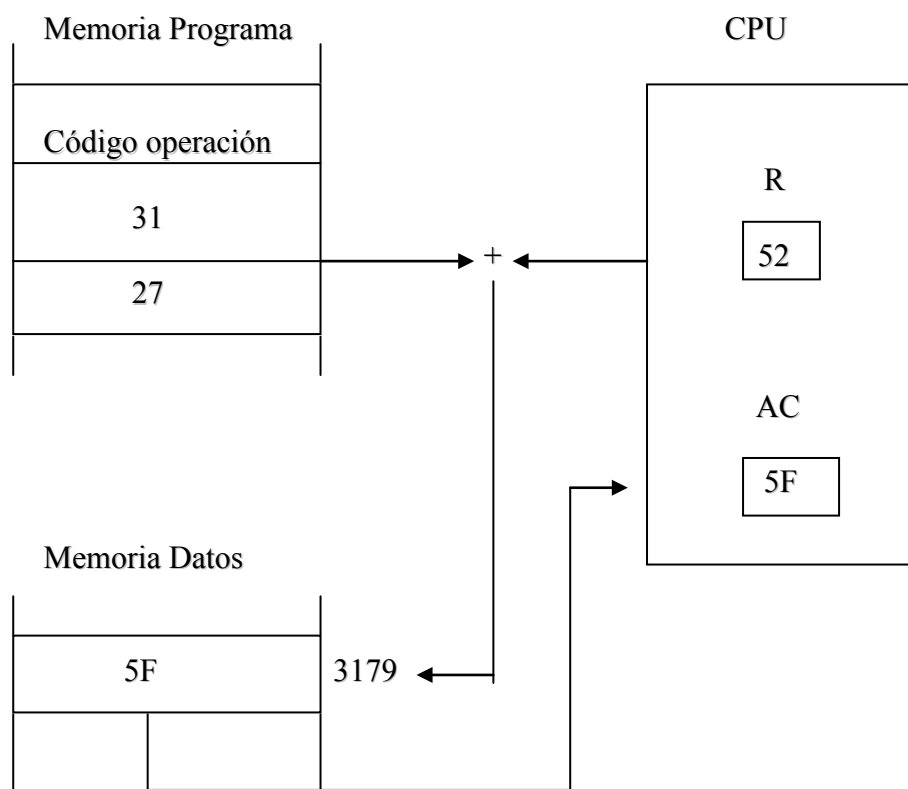 Memoria Programa
CPU
Código operación
31
27
+
R
52
AC
5F
Memoria Datos
5F
3179